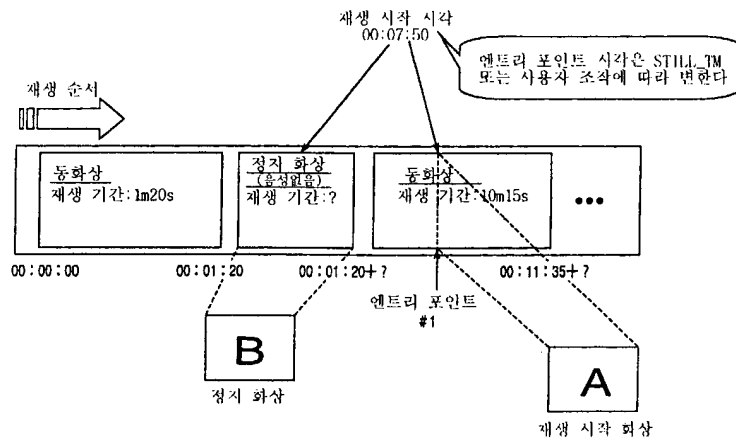 재생 시작 시각
00:07:50
엔트리 포인트 시각은 STILL_TM
또는 사용자 조작에 따라 변한다
재생 순서
동화상
재생 기간:1m20s
정지 화상
(음성없음)
재생 기간:?
동화상
재생 기간:10m15s
•••
00:00:00
00:01:20
00:01:20+?
00:11:35+?
엔트리 포인트
#1
B
정지 화상
A
재생 시작 화상